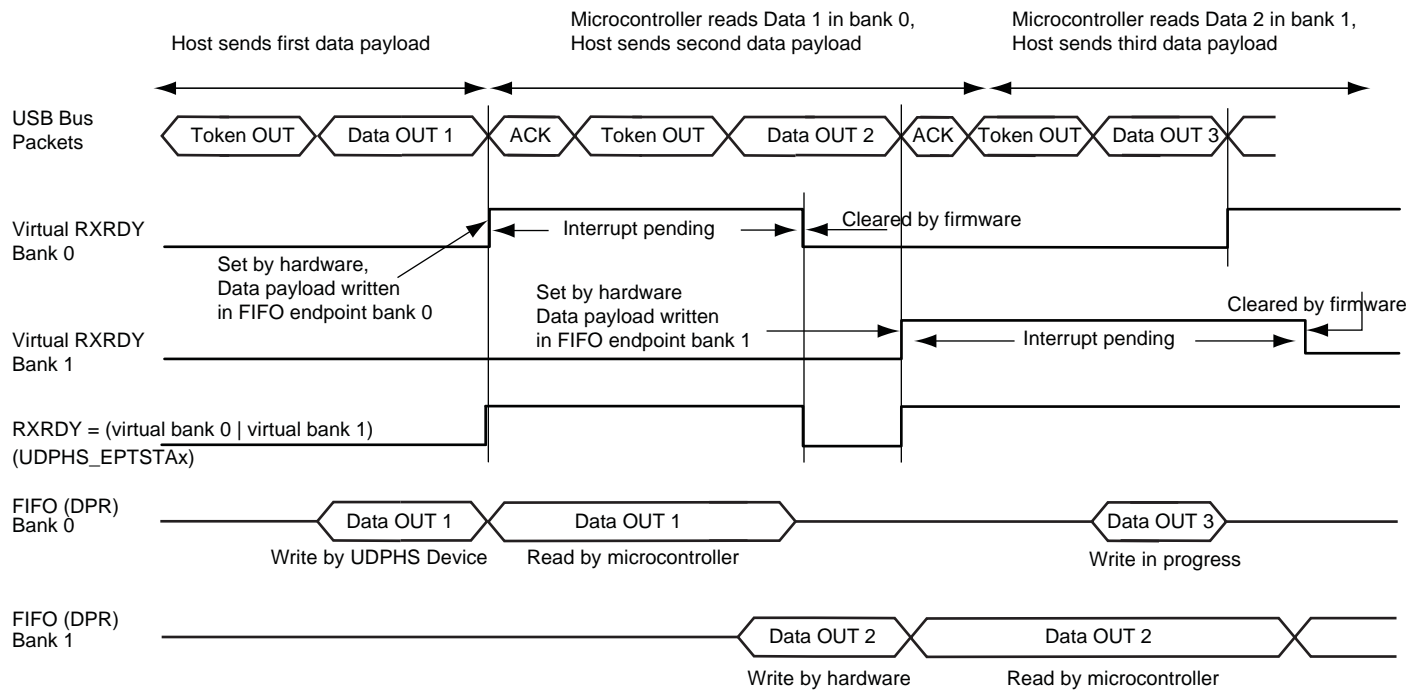 Microcontroller reads Data 1 in bank 0,
Host sends second data payload
Microcontroller reads Data 2 in bank 1,
Host sends third data payload
Host sends first data payload
USB Bus
Packets
Token OUT
Data OUT 1
ACK
Token OUT
Data OUT 2
ACK
Token OUT
Data OUT 3
Virtual RXRDY
Bank 0
Interrupt pending
Cleared by firmware
Set by hardware,
Data payload written
in FIFO endpoint bank 0
Set by hardware
Data payload written
in FIFO endpoint bank 1
Cleared by firmware
Virtual RXRDY
Bank 1
Interrupt pending
RXRDY = (virtual bank 0 | virtual bank 1)
(UDPHS_EPTSTAx)
FIFO (DPR)
Bank 0
Data OUT 1
Data OUT 1
Data OUT 3
Write by UDPHS Device
Read by microcontroller
Write in progress
FIFO (DPR)
Bank 1
Data OUT 2
Data OUT 2
Write by hardware
Read by microcontroller